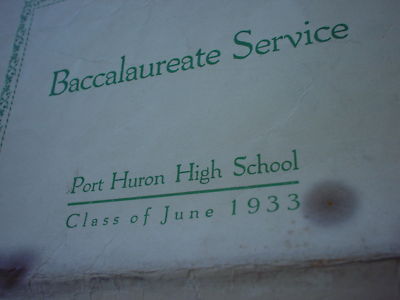 Baccalaureate Service
Port Huron High School
Class of June 1933